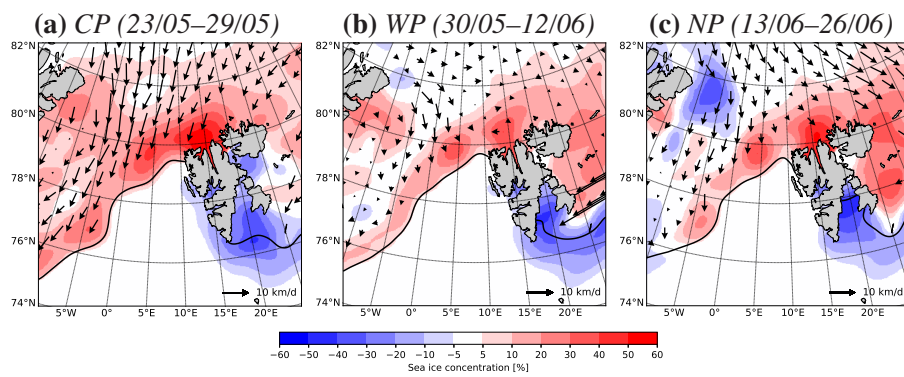 (a) CP (23/05–29/05) (b) WP (30/05–12/06) (c) NP (13/06–26/06)
82°N 82°N 82°N
80°N 80°N 80°N
78°N 78°N 78°N
76°N 76°N 76°N
74°N 74°N 74°N
10 km/d 10 km/d 10 km/d
5°W 0° 5°E 10°E 15°E 20°E 5°W 0° 5°E 10°E 15°E 20°E 5°W 0° 5°E 10°E 15°E 20°E
−60 −50 −40 −30 −20 −10 −5 5 10 20 30 40 50 60
Sea ice concentration [%]